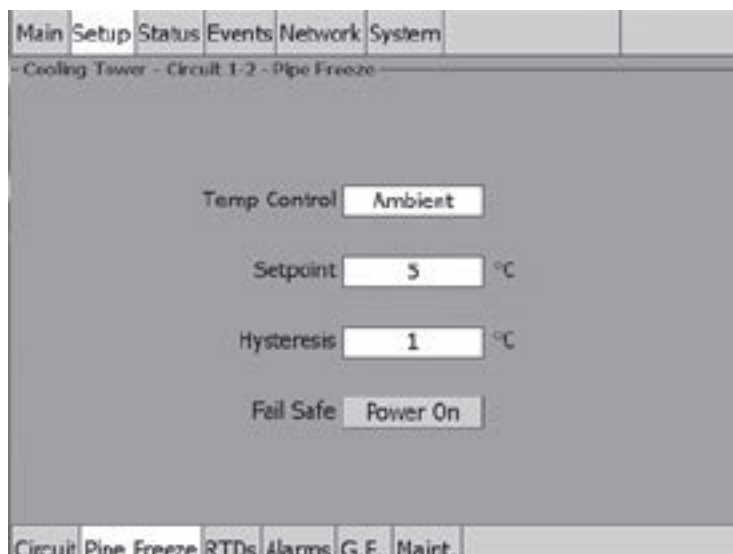 Main Setup Status Events Network System
Cooling Tower - Circuit 1-2 - Pipe Freeze
Temp Control Ambient
Setpoint 5 °C
Hysteresis 1 °C
Fail Safe Power On
Circuit Pipe Freeze RTDs Alarms G.F. Maint.